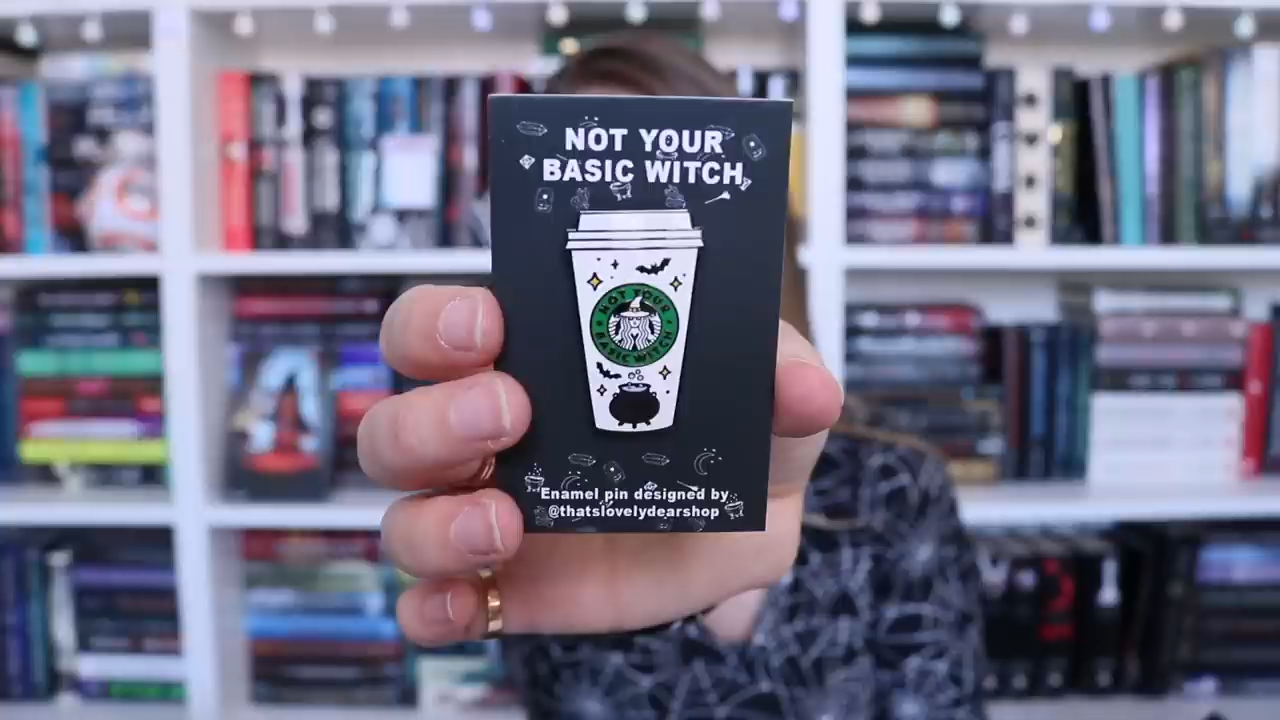 NOT YOUR
BASIC WITCH
NOT YOUR
BASIC WITCH
Enamel pin designed by
@thatslovelydearshop